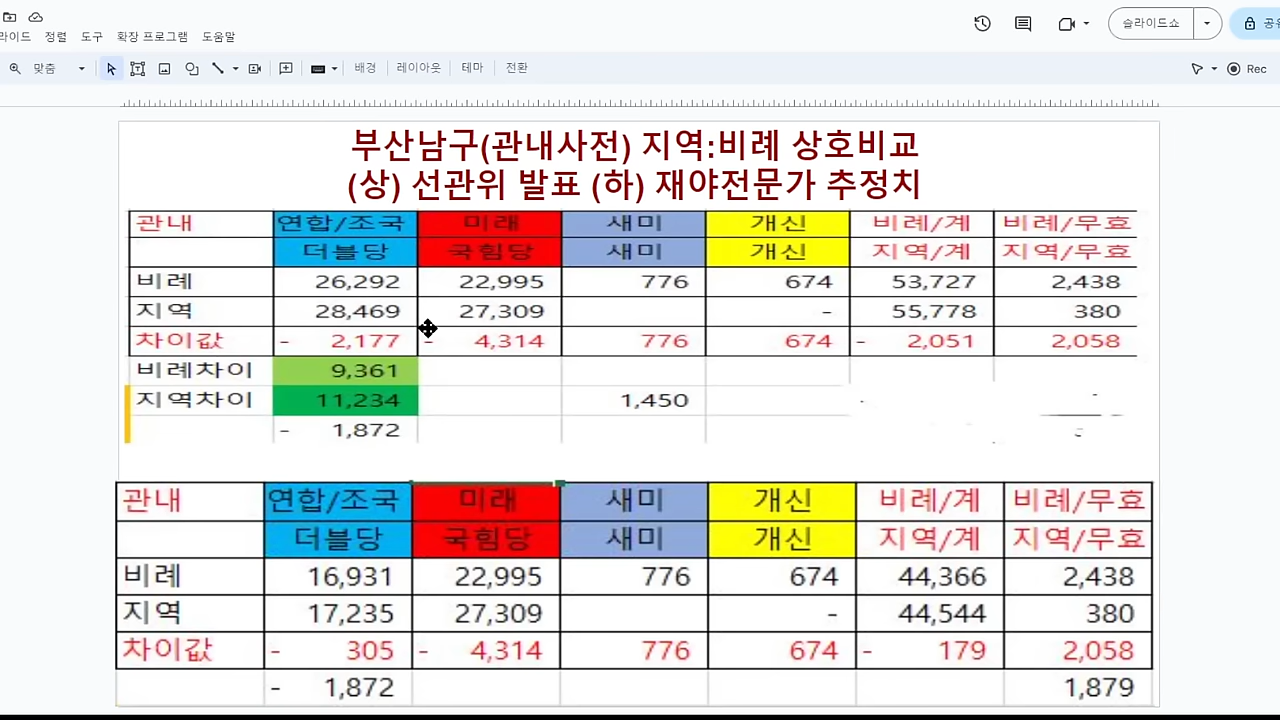 라이드 정렬 도구 확장 프로그램 도움말
슬라이드쇼
맞춤 배경 레이아웃 테마 전환 Rec
부산남구(관내사전) 지역:비례 상호비교
(상) 선관위 발표 (하) 재야전문가 추정치
관내 연합/조국 미래 새미 개신 비례/계 비례/무효
더블당 국힘당 새미 개신 지역/계 지역/무효
비례 26,292 22,995 776 674 53,727 2,438
지역 28,469 27,309 - 55,778 380
차이값 - 2,177 - 4,314 776 674 - 2,051 2,058
비례차이 9,361
지역차이 11,234 1,450
- 1,872
관내 연합/조국 미래 새미 개신 비례/계 비례/무효
더블당 국힘당 새미 개신 지역/계 지역/무효
비례 16,931 22,995 776 674 44,366 2,438
지역 17,235 27,309 - 44,544 380
차이값 - 305 - 4,314 776 674 - 179 2,058
- 1,872 1,879